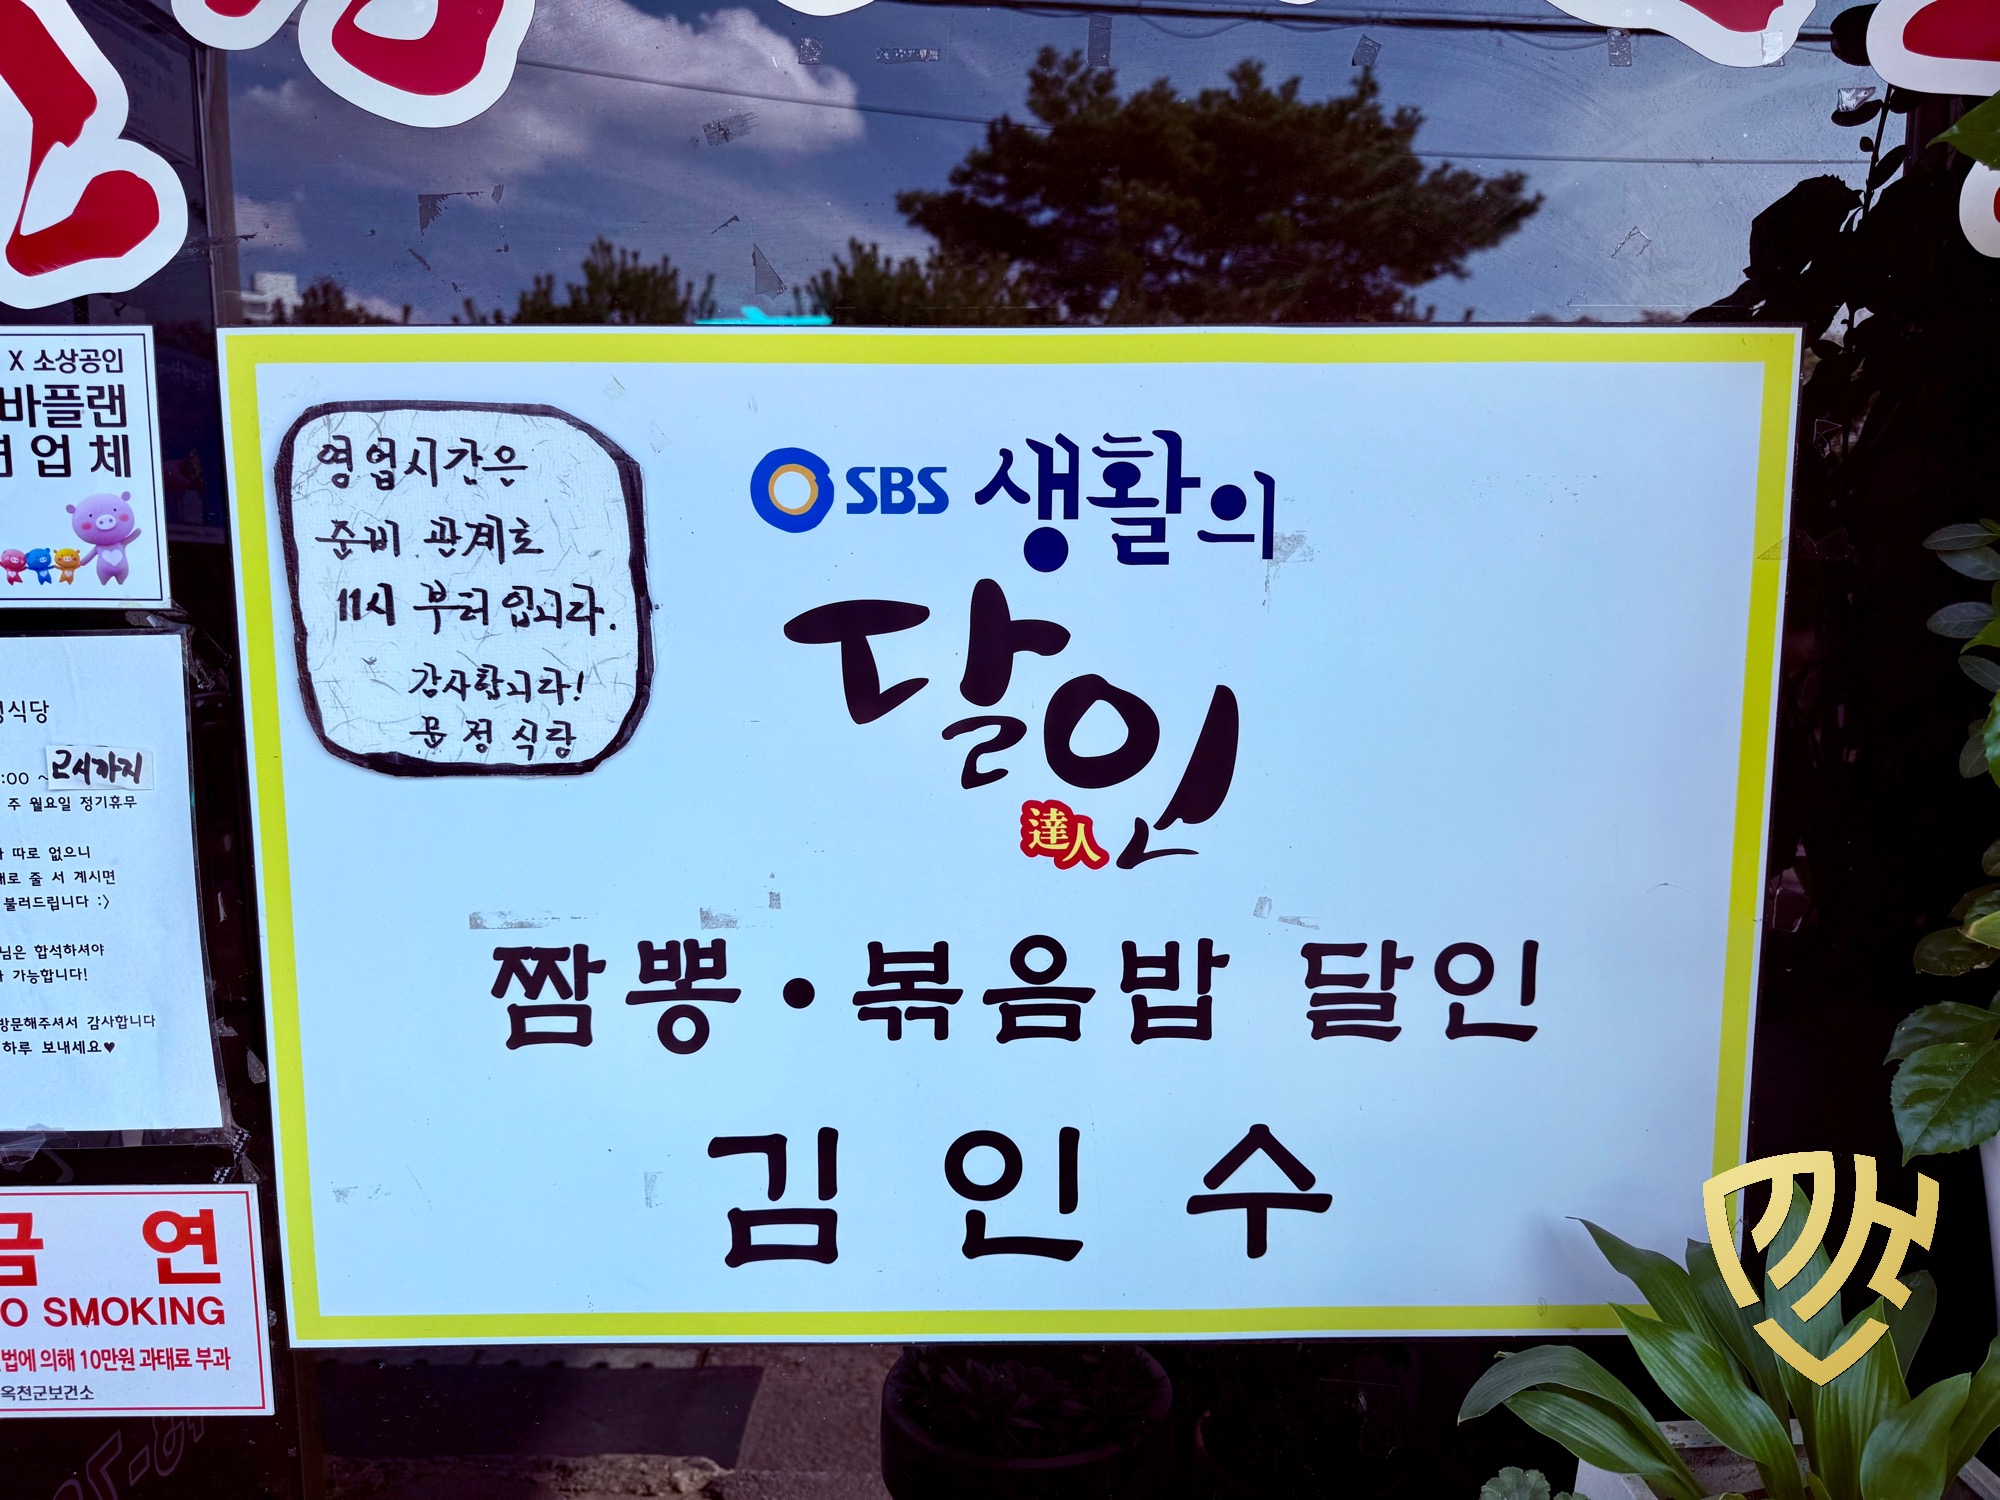 X 소상공인
바플랜
업체
식당
:00 ~ 2시까지
주 월요일 정기휴무
따로 없으니
로 줄 서 계시면
불러드립니다 :)
님은 합석하셔야
가능합니다!
방문해주셔서 감사합니다
하루 보내세요♥
금 연
O SMOKING
법에 의해 10만원 과태료 부과
옥천군보건소
영업시간은
준비 관계로
11시 부터 입니다.
감사합니다!
문정식당
SBS 생활의
달인
達人
짬뽕·볶음밥 달인
김인수